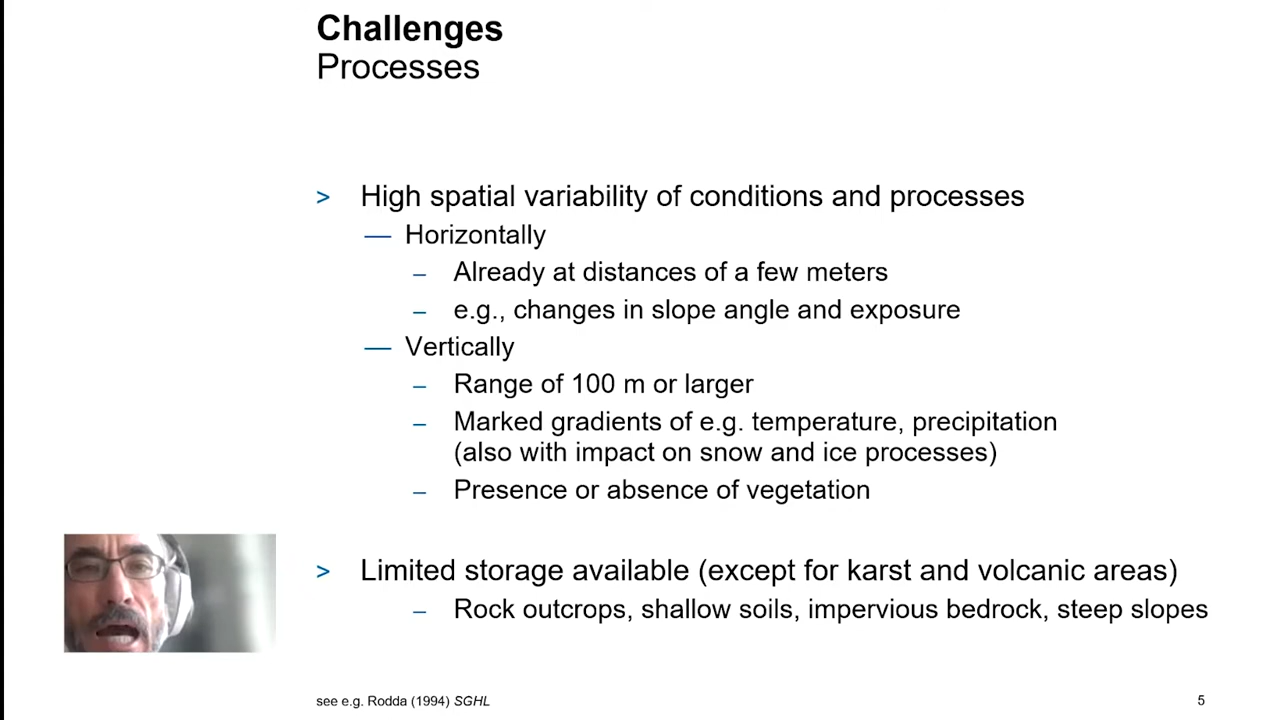 Challenges
Processes
> High spatial variability of conditions and processes
— Horizontally
– Already at distances of a few meters
– e.g., changes in slope angle and exposure
— Vertically
– Range of 100 m or larger
– Marked gradients of e.g. temperature, precipitation
(also with impact on snow and ice processes)
– Presence or absence of vegetation
> Limited storage available (except for karst and volcanic areas)
– Rock outcrops, shallow soils, impervious bedrock, steep slopes
see e.g. Rodda (1994) SGHL
5